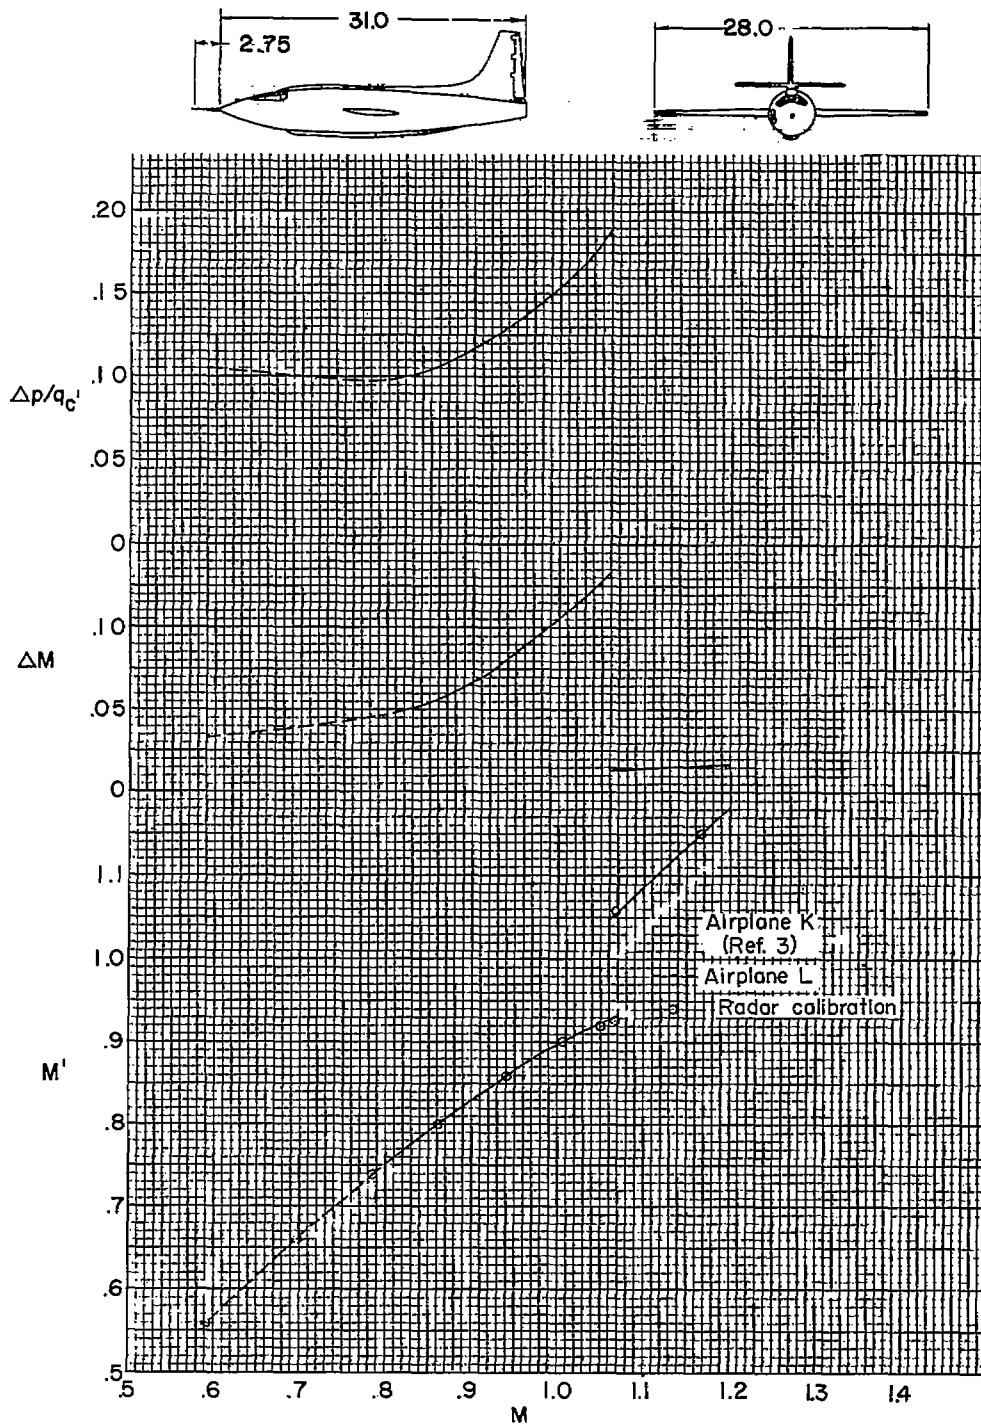 31.0
2.75
28.0
.20
.15
.10
Δp/qc'
.05
0
.10
ΔM
.05
0
1.1
Airplane K
(Ref. 3)
1.0
Airplane L
Radar calibration
.9
M'
.8
.7
.6
.5
.5 .6 .7 .8 .9 1.0 1.1 1.2 1.3 1.4
M